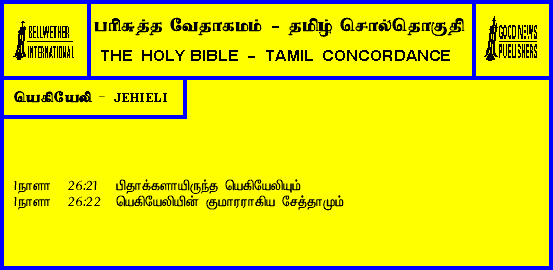 BELLWETHER
INTERNATIONAL
பரிசுத்த வேதாகமம் - தமிழ் சொல்தொகுதி
THE HOLY BIBLE - TAMIL CONCORDANCE
GOOD NEWS
PUBLISHERS
யெகியேலி - JEHIELI
1நாளா 26:21 பிதாக்களாயிருந்த யெகியேலியும்
1நாளா 26:22 யெகியேலியின் குமாரராகிய சேத்தாமும்